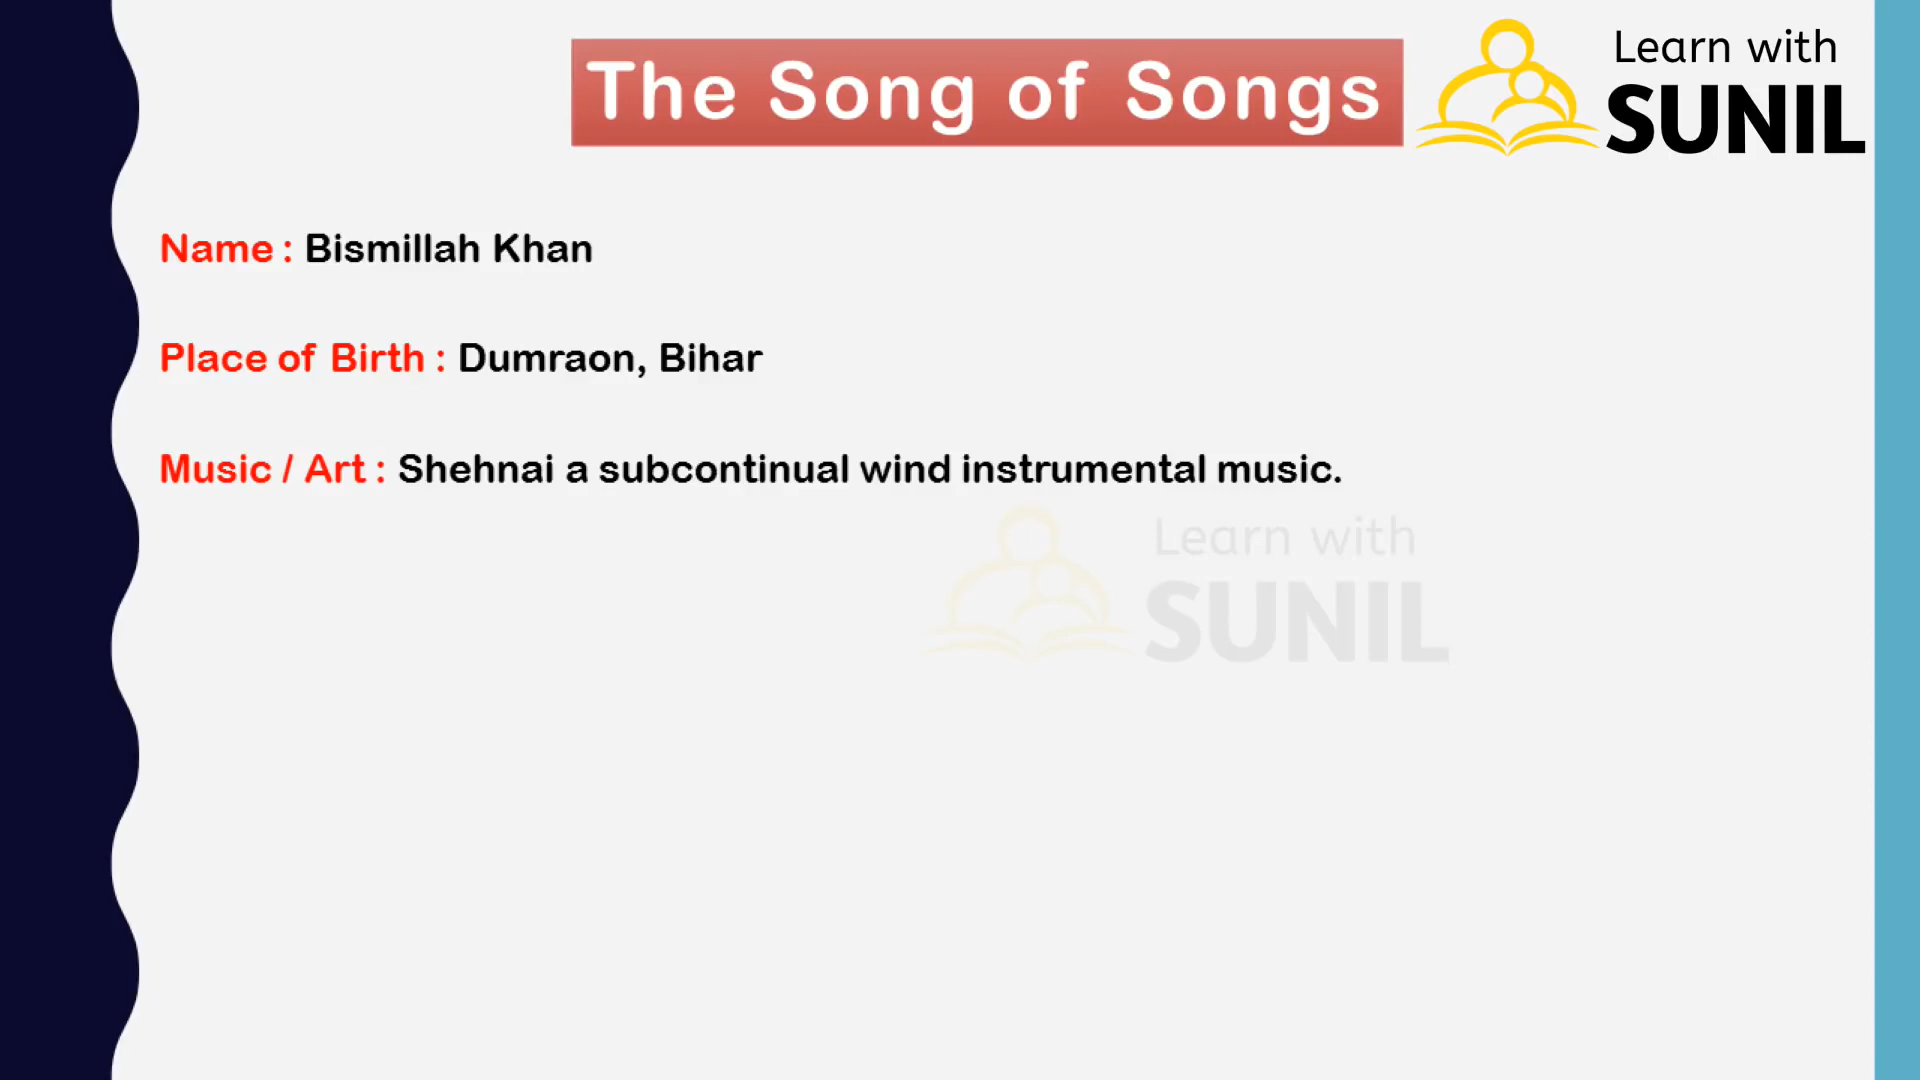 The Song of Songs
Learn with
SUNIL
Name : Bismillah Khan
Place of Birth : Dumraon, Bihar
Music / Art : Shehnai a subcontinual wind instrumental music.
Learn with
SUNIL